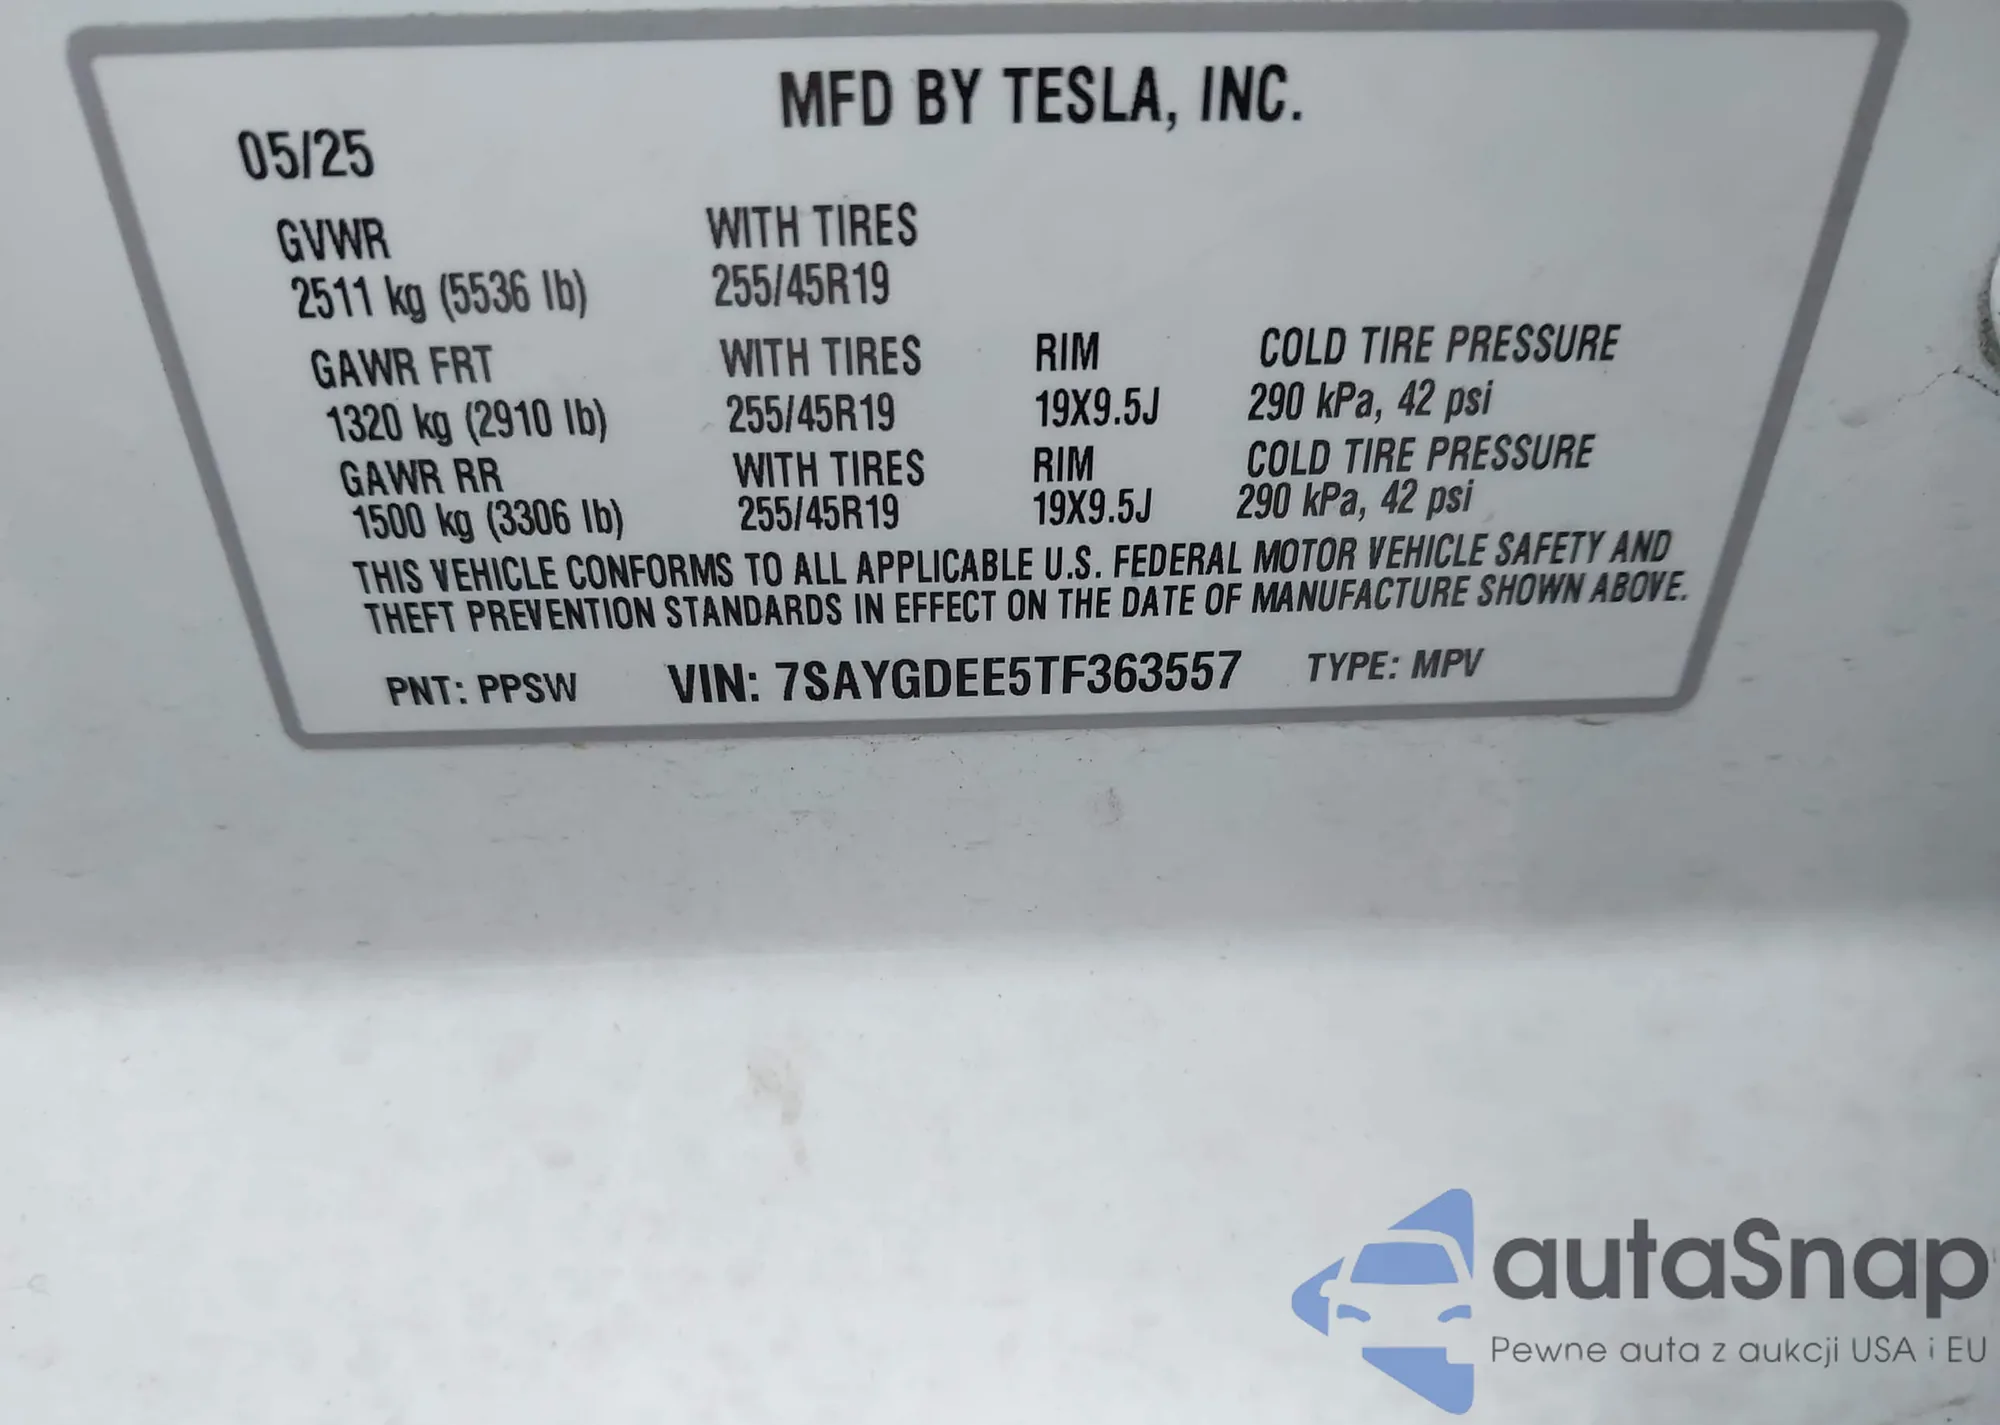 MFD BY TESLA, INC.
05/25
GVWR WITH TIRES
2511 kg (5536 lb) 255/45R19
GAWR FRT WITH TIRES RIM COLD TIRE PRESSURE
1320 kg (2910 lb) 255/45R19 19X9.5J 290 kPa, 42 psi
GAWR RR WITH TIRES RIM COLD TIRE PRESSURE
1500 kg (3306 lb) 255/45R19 19X9.5J 290 kPa, 42 psi
THIS VEHICLE CONFORMS TO ALL APPLICABLE U.S. FEDERAL MOTOR VEHICLE SAFETY AND
THEFT PREVENTION STANDARDS IN EFFECT ON THE DATE OF MANUFACTURE SHOWN ABOVE.
PNT: PPSW VIN: 7SAYGDEE5TF363557 TYPE: MPV
autaSnap
Pewne auta z aukcji USA i EU